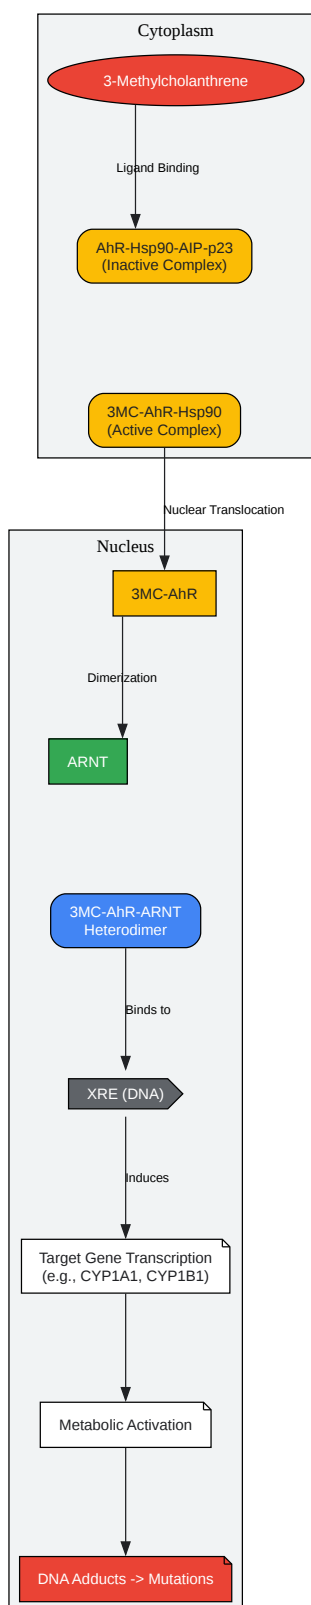 Cytoplasm
3-Methylcholanthrene
Ligand Binding
AhR-Hsp90-AIP-p23
(Inactive Complex)
3MC-AhR-Hsp90
(Active Complex)
Nuclear Translocation
Nucleus
3MC-AhR
Dimerization
ARNT
3MC-AhR-ARNT
Heterodimer
Binds to
XRE (DNA)
Induces
Target Gene Transcription
(e.g., CYP1A1, CYP1B1)
Metabolic Activation
DNA Adducts -> Mutations